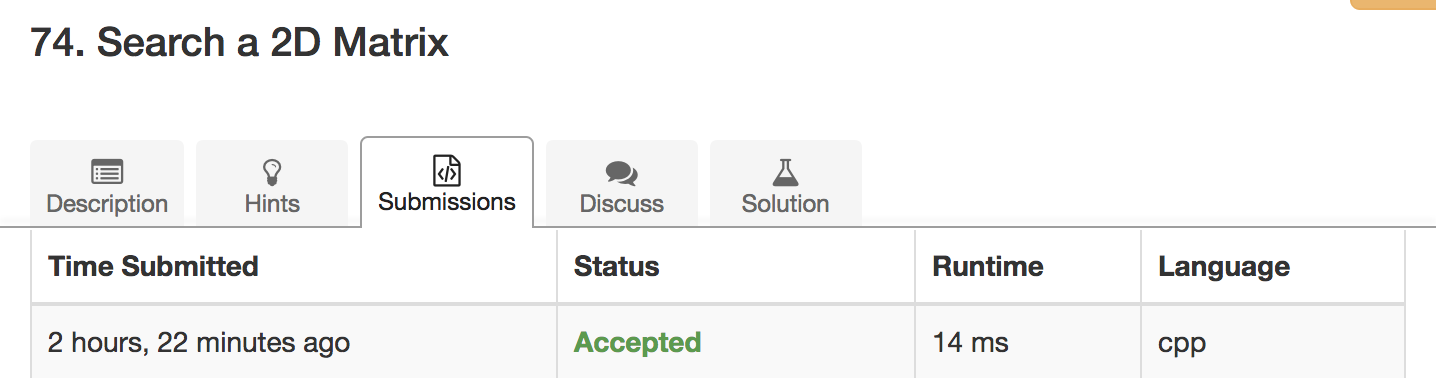 74. Search a 2D Matrix
Description Hints Submissions Discuss Solution
Time Submitted Status Runtime Language
2 hours, 22 minutes ago Accepted 14 ms cpp